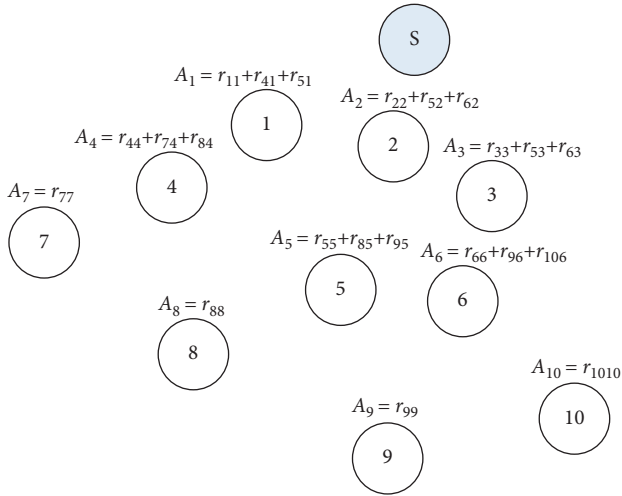 S
A₁ = r₁₁+r₄₁+r₅₁
A₂ = r₂₂+r₅₂+r₆₂
1
A₄ = r₄₄+r₇₄+r₈₄
2
A₃ = r₃₃+r₅₃+r₆₃
4
3
A₇ = r₇₇
7
A₅ = r₅₅+r₈₅+r₉₅
A₆ = r₆₆+r₉₆+r₁₀₆
5
6
A₈ = r₈₈
8
A₁₀ = r₁₀₁₀
A₉ = r₉₉
10
9